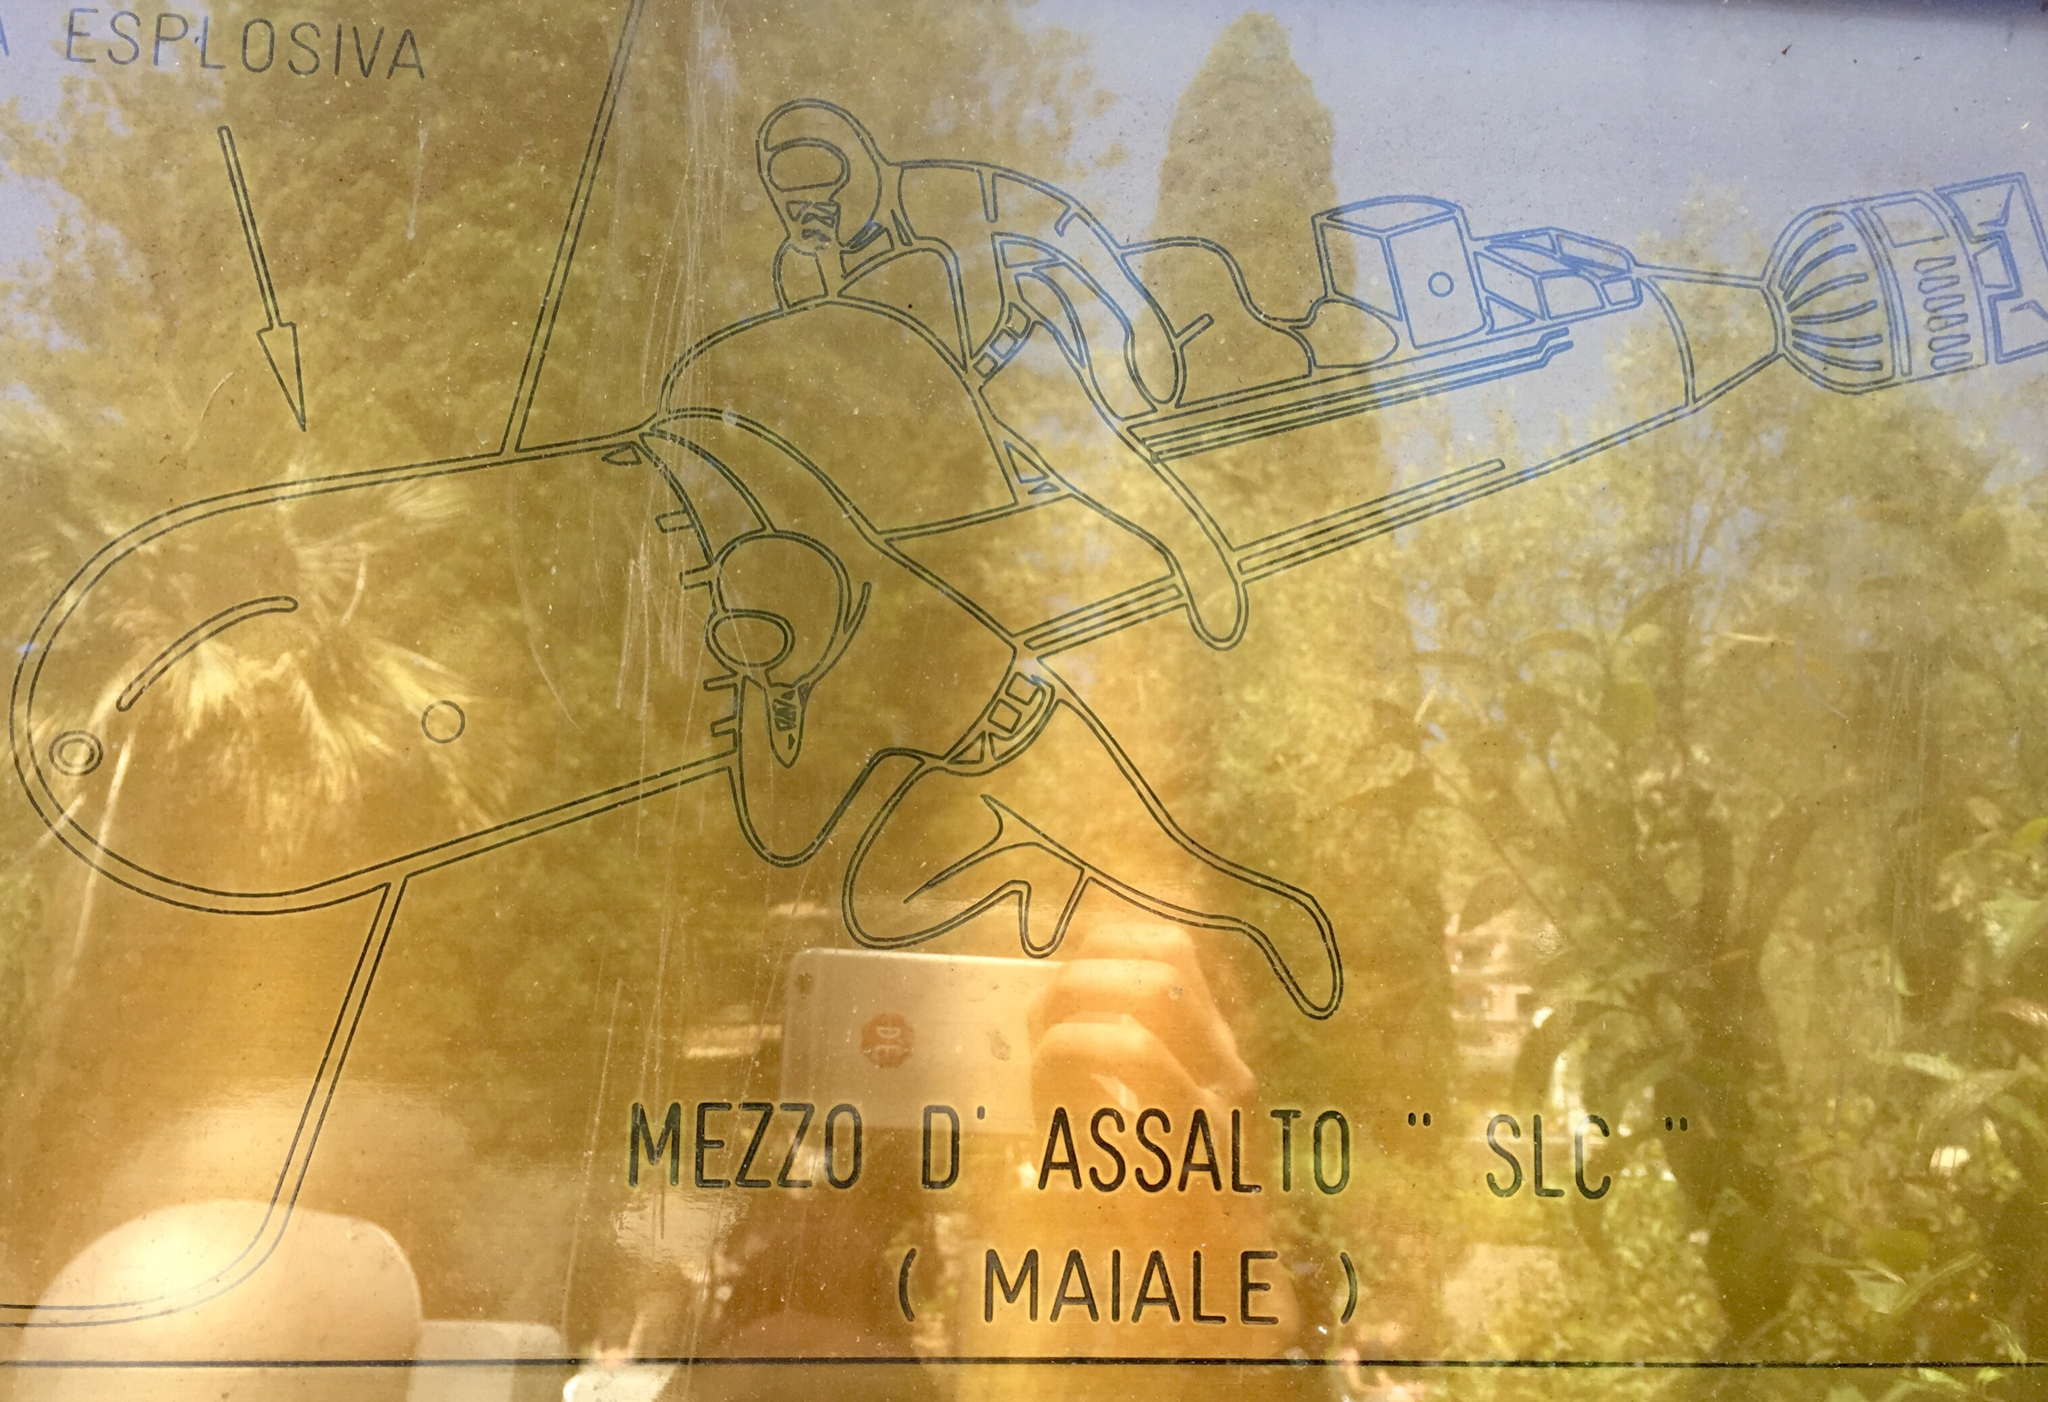 A ESPLOSIVA
MEZZO D' ASSALTO " SLC "
( MAIALE )